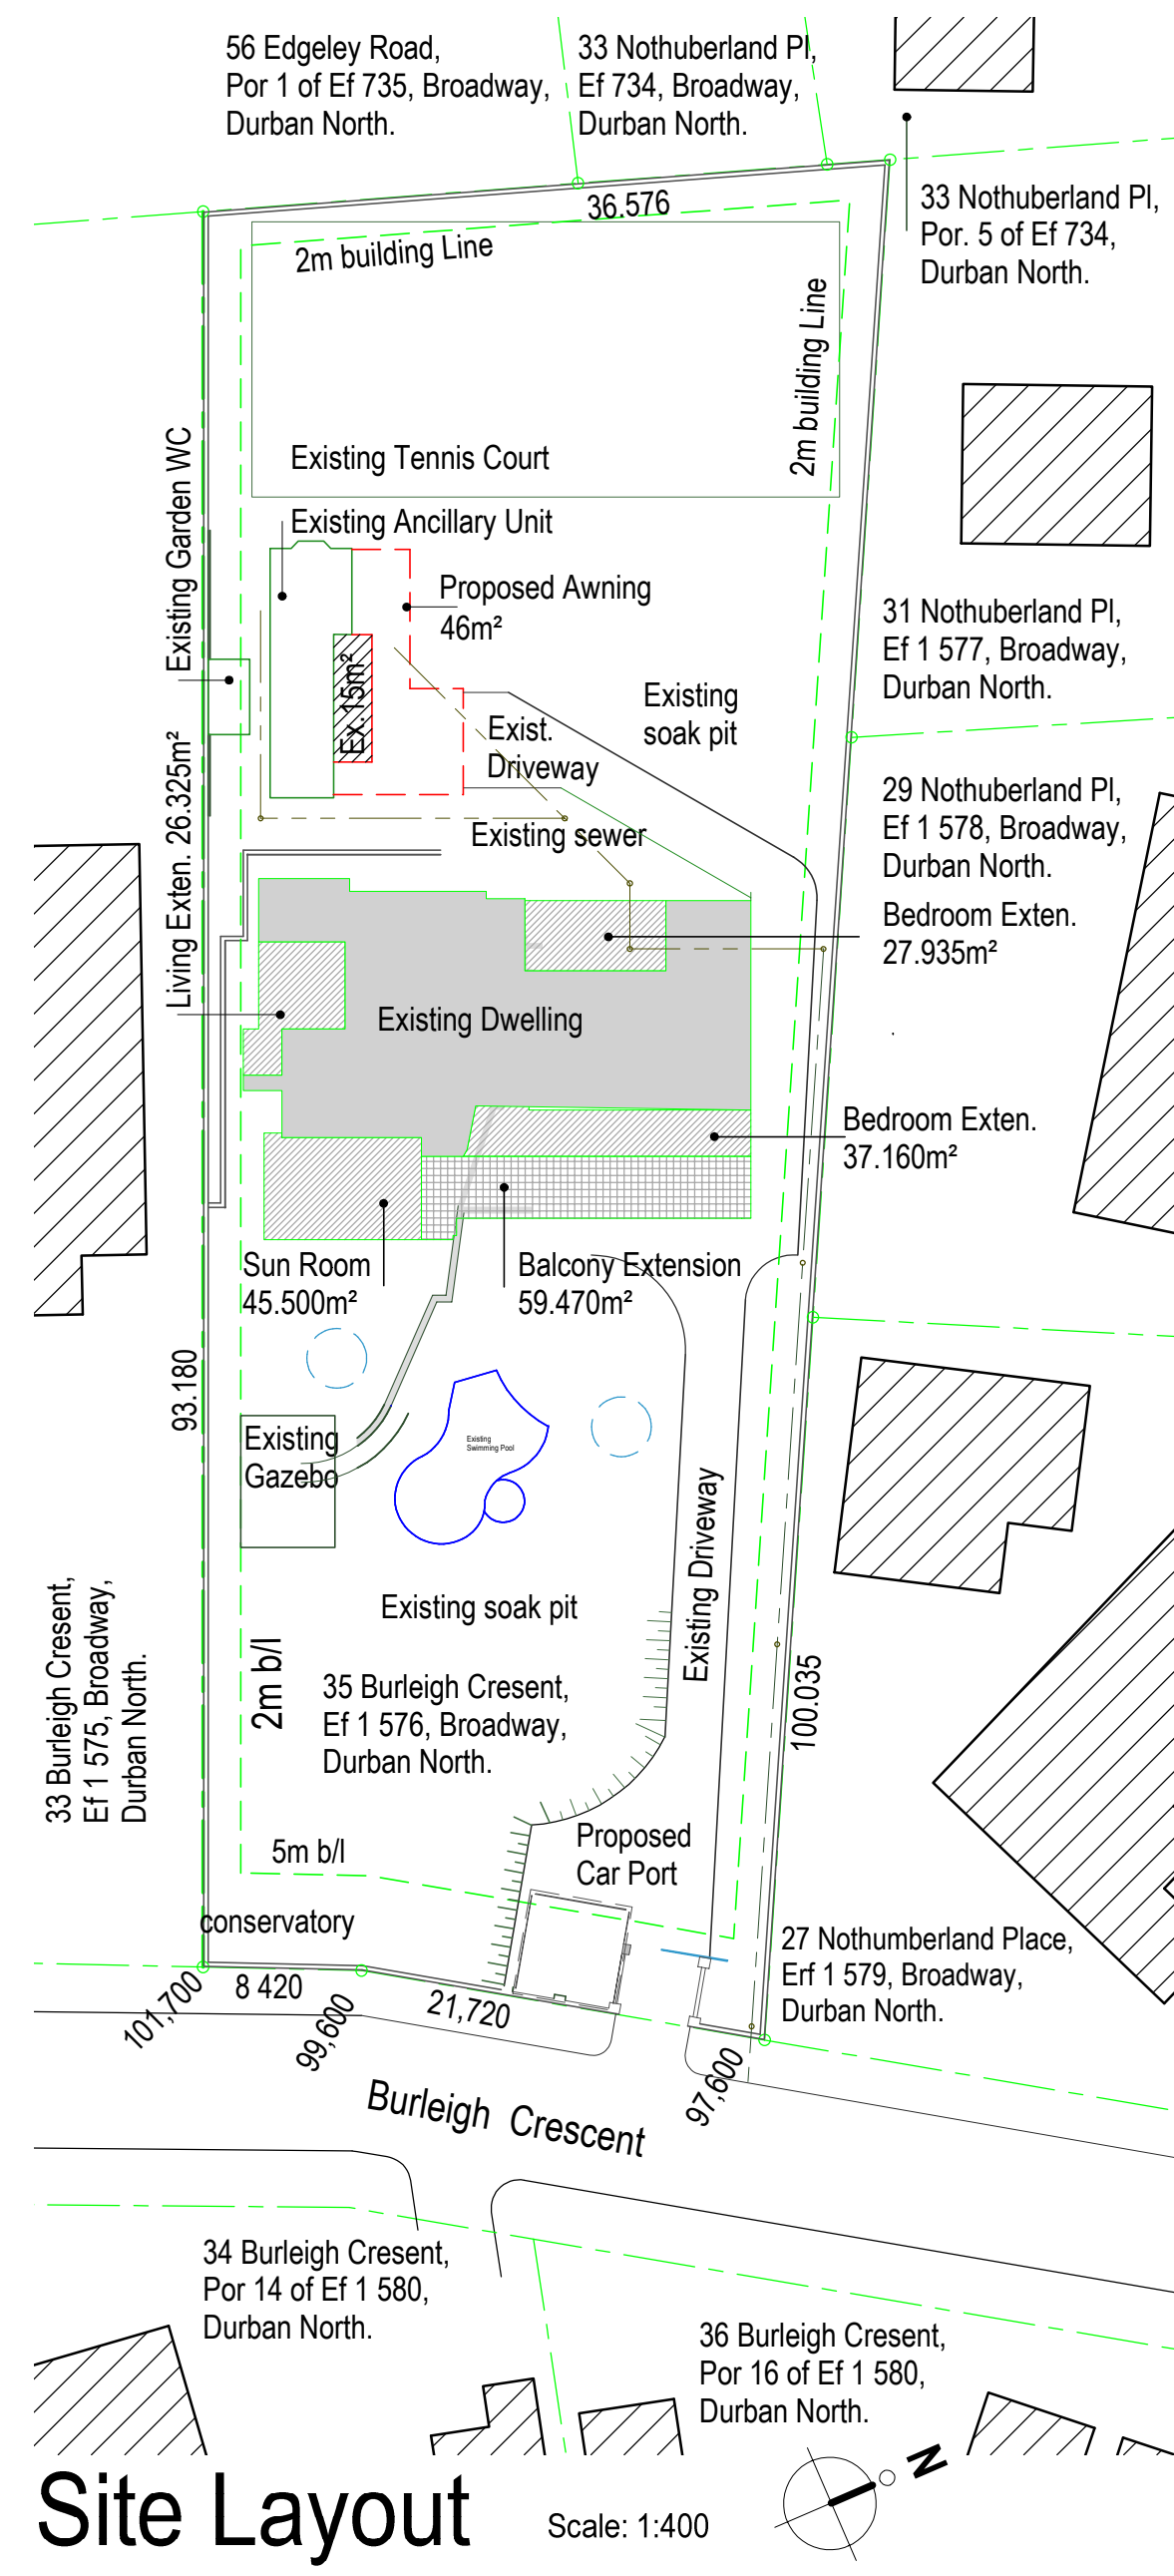 56 Edgeley Road,
Por 1 of Ef 735, Broadway,
Durban North.
33 Nothuberland Pl,
Ef 734, Broadway,
Durban North.
33 Nothuberland Pl,
Por. 5 of Ef 734,
Durban North.
36.576
2m building Line
2m building Line
Existing Tennis Court
Existing Garden WC
Existing Ancillary Unit
Proposed Awning
46m²
Ex.15m²
31 Nothuberland Pl,
Ef 1 577, Broadway,
Durban North.
Existing
soak pit
Exist.
Driveway
Existing sewer
29 Nothuberland Pl,
Ef 1 578, Broadway,
Durban North.
Bedroom Exten.
27.935m²
Living Exten. 26.325m²
Existing Dwelling
Bedroom Exten.
37.160m²
Sun Room
45.500m²
Balcony Extension
59.470m²
93.180
Existing
Swimming Pool
Existing
Gazebo
Existing Driveway
Existing soak pit
33 Burleigh Cresent,
Ef 1 575, Broadway,
Durban North.
2m b/l
35 Burleigh Cresent,
Ef 1 576, Broadway,
Durban North.
100.035
5m b/l
Proposed
Car Port
conservatory
27 Nothumberland Place,
Erf 1 579, Broadway,
Durban North.
101,700
8 420
99,600
21,720
97,600
Burleigh Crescent
34 Burleigh Cresent,
Por 14 of Ef 1 580,
Durban North.
36 Burleigh Cresent,
Por 16 of Ef 1 580,
Durban North.
N
Site Layout
Scale: 1:400